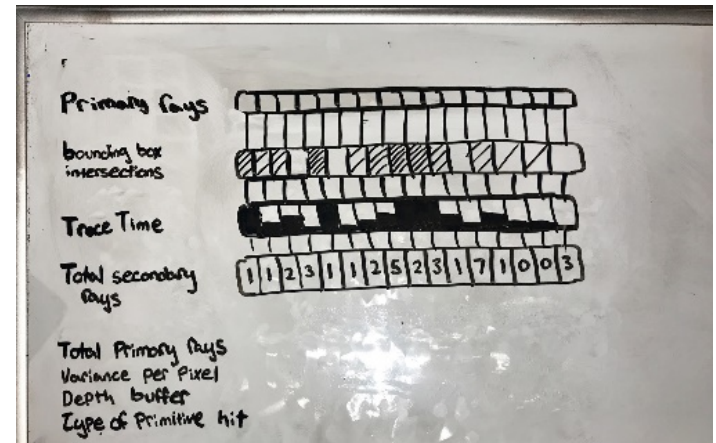 Primary rays
bounding box
intersections
Trace Time
Total secondary
rays
1 1 2 3 1 1 2 5 2 3 1 7 1 0 0 3
Total Primary Rays
Variance per Pixel
Depth buffer
Type of Primitive hit